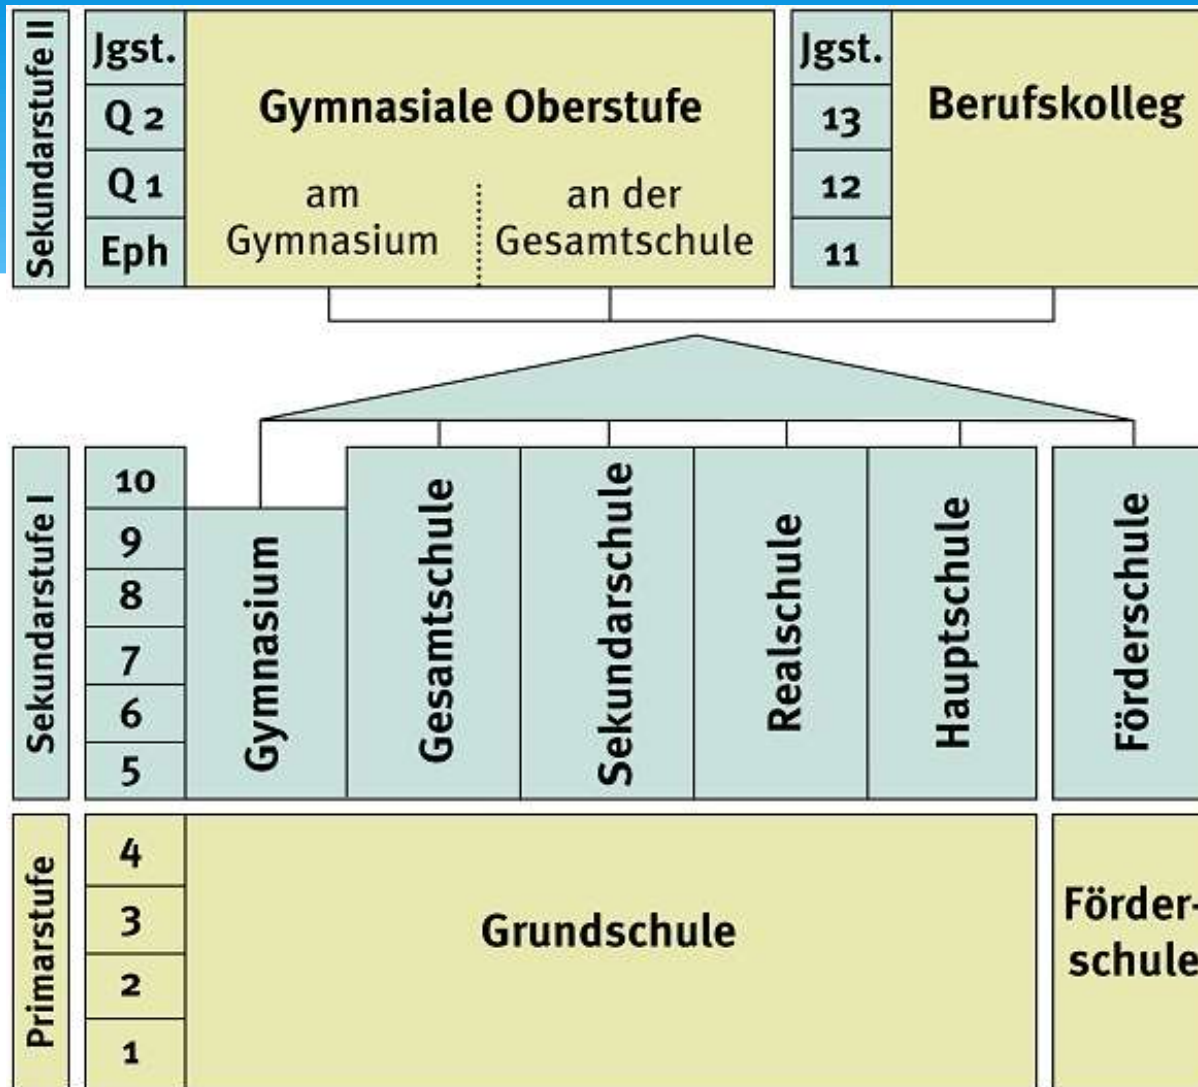 Sekundarstufe II
Jgst.
Q 2
Q 1
Eph
Gymnasiale Oberstufe
am
Gymnasium
an der
Gesamtschule
Jgst.
13
12
11
Berufskolleg
Sekundarstufe I
10
9
8
7
6
5
Gymnasium
Gesamtschule
Sekundarschule
Realschule
Hauptschule
Förderschule
Primarstufe
4
3
2
1
Grundschule
Förder-
schule